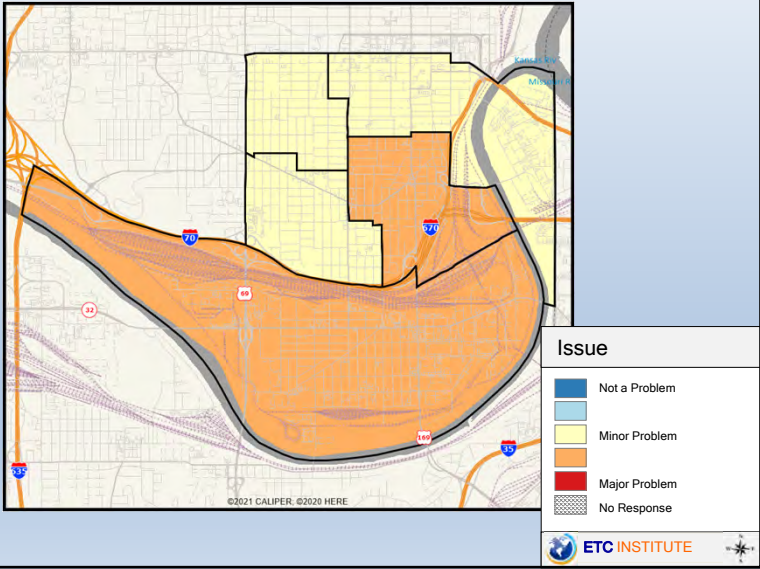 Kansas Riv
Missouri R
70
670
69
32
169
35
635
©2021 CALIPER; ©2020 HERE
Issue
Not a Problem
Minor Problem
Major Problem
No Response
ETC INSTITUTE